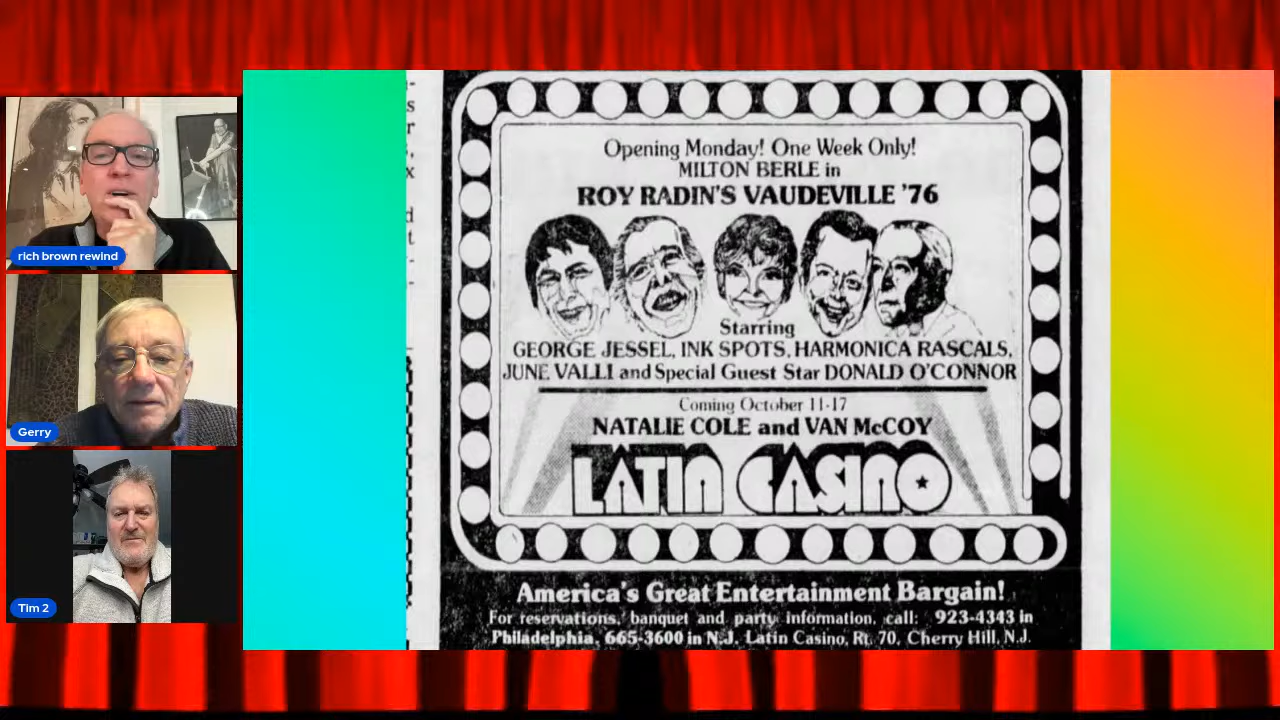 rich brown rewind
Gerry
Tim 2
s
r
,
x
d
t
Opening Monday! One Week Only!
MILTON BERLE in
ROY RADIN'S VAUDEVILLE '76
Starring
GEORGE JESSEL, INK SPOTS, HARMONICA RASCALS,
JUNE VALLI and Special Guest Star DONALD O'CONNOR
Coming October 11-17
NATALIE COLE and VAN McCOY
LATIN CASINO
America's Great Entertainment Bargain!
For reservations, banquet and party information, call: 923-4343 in
Philadelphia, 665-3600 in N.J. Latin Casino, Rt. 70, Cherry Hill, N.J.